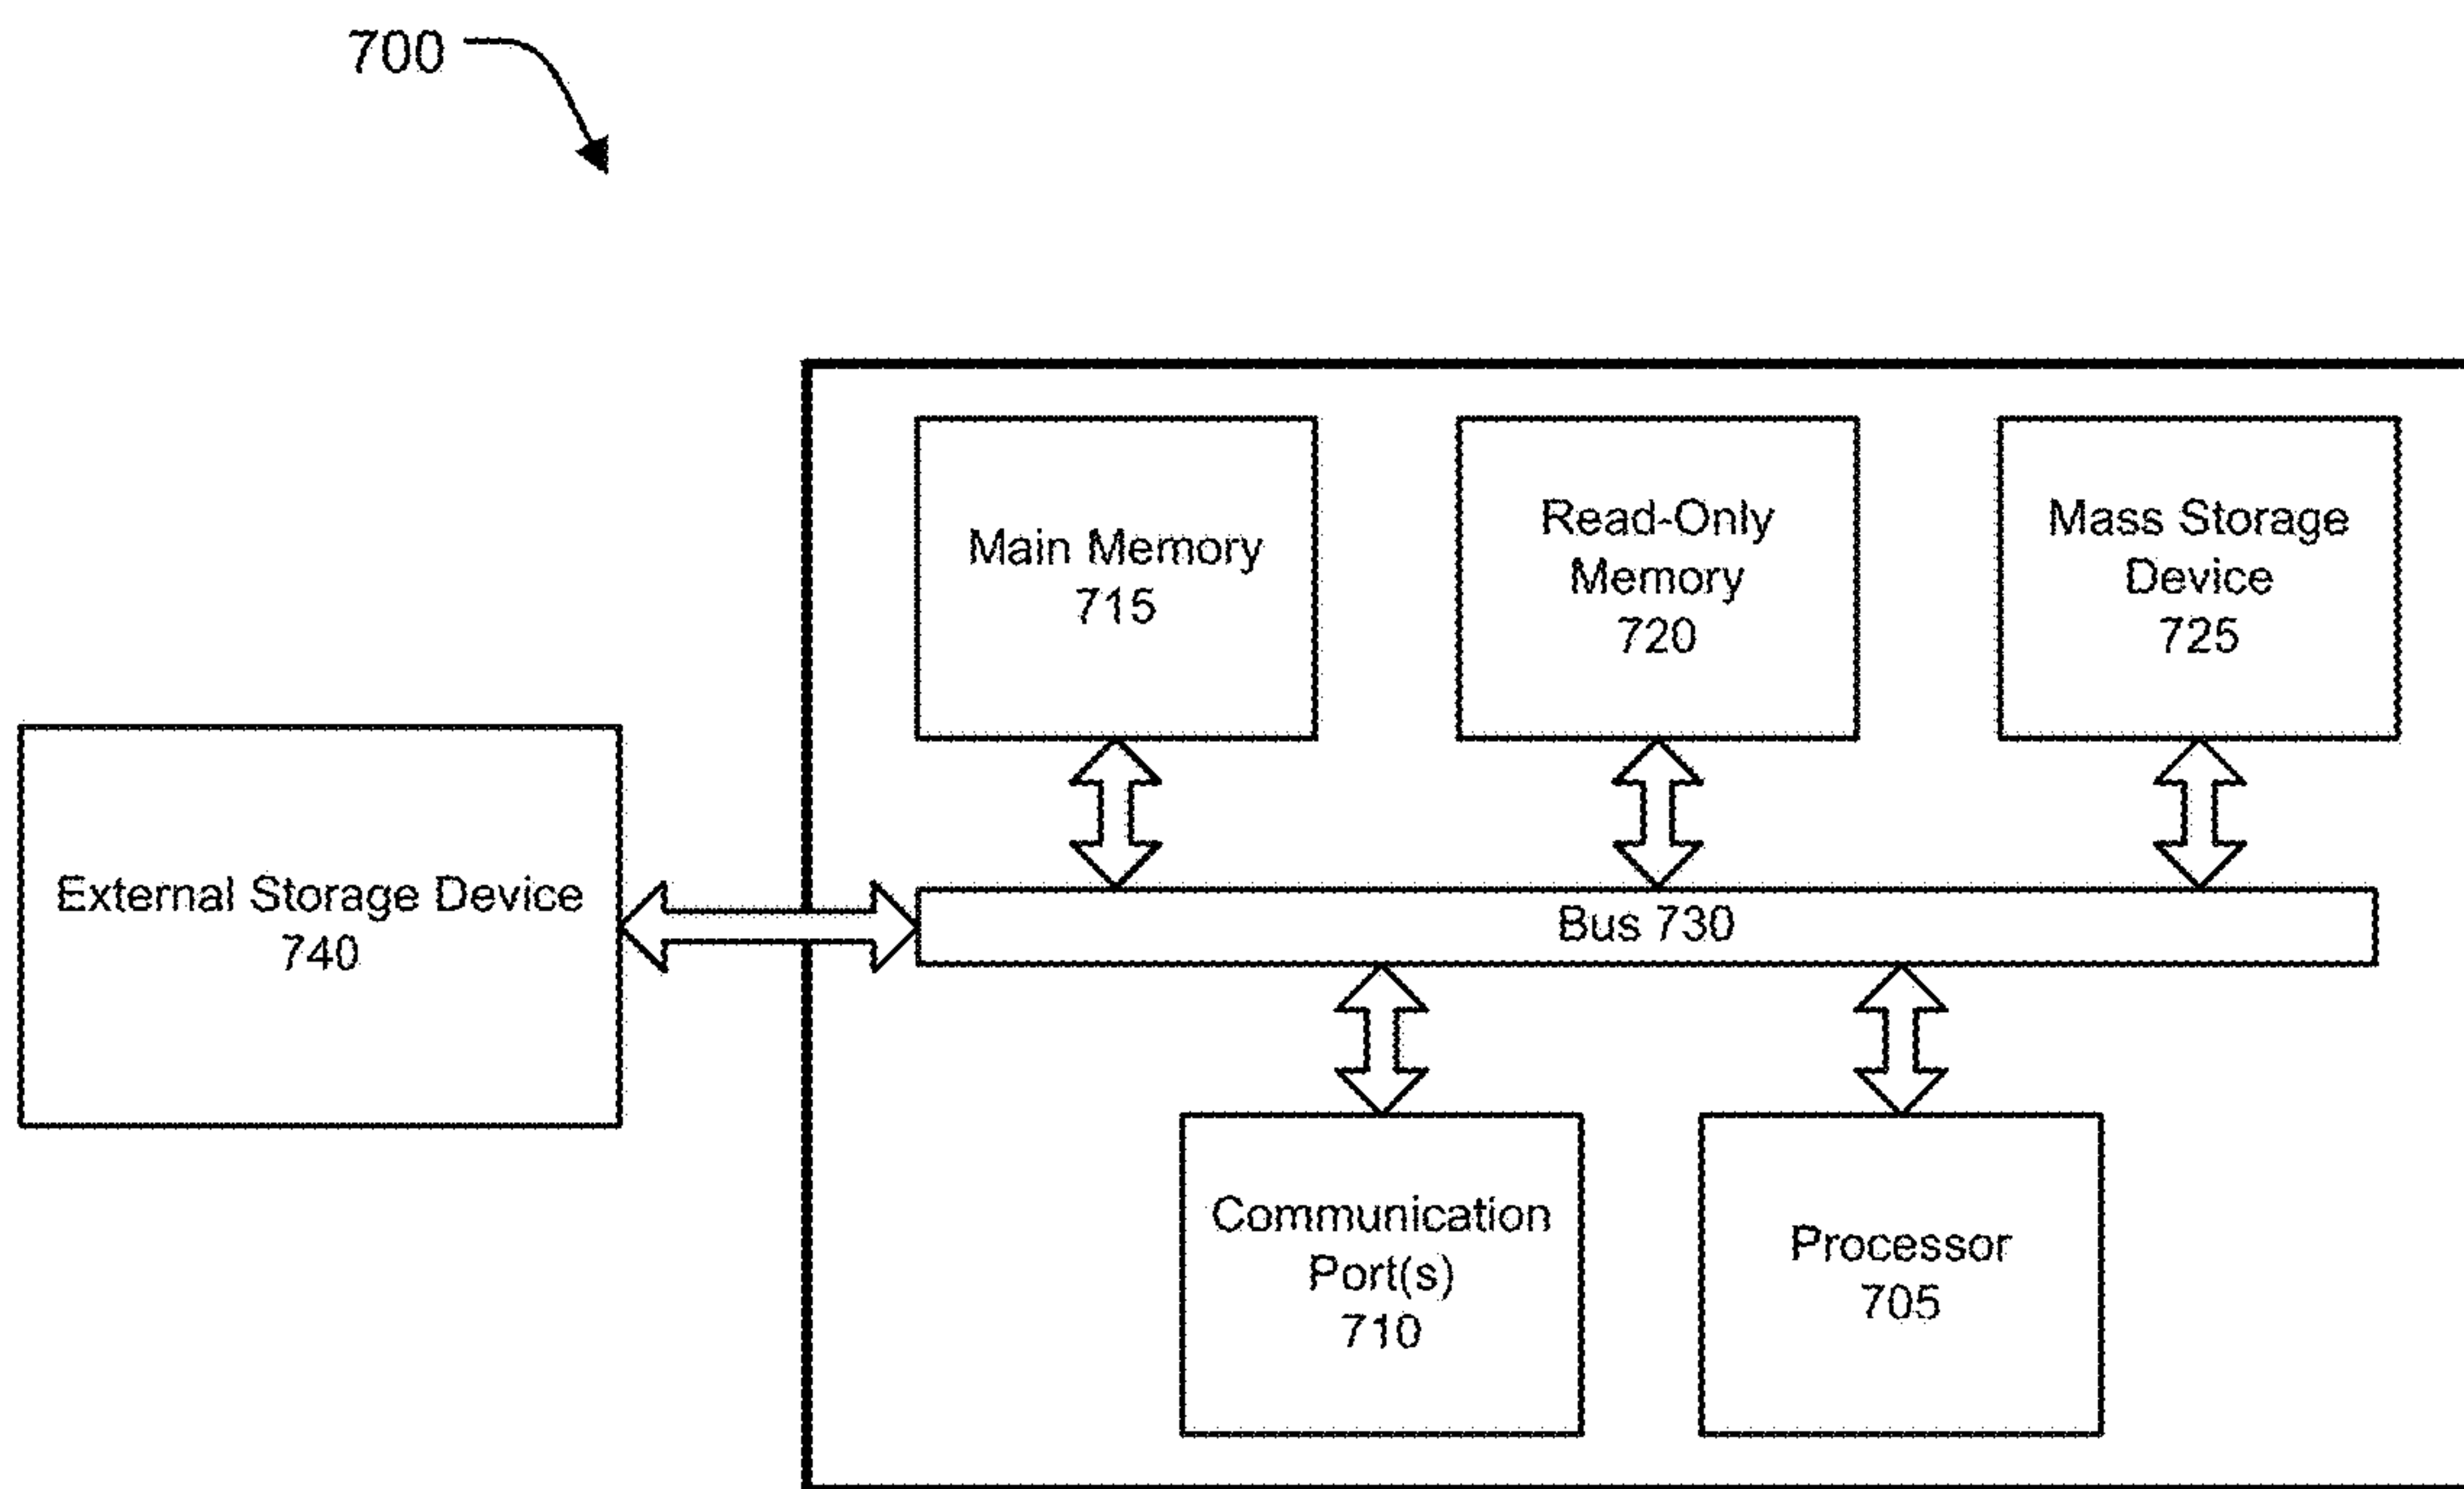 700
Main Memory
715
Read-Only
Memory
720
Mass Storage
Device
725
External Storage Device
740
Bus 730
Communication
Port(s)
710
Processor
705